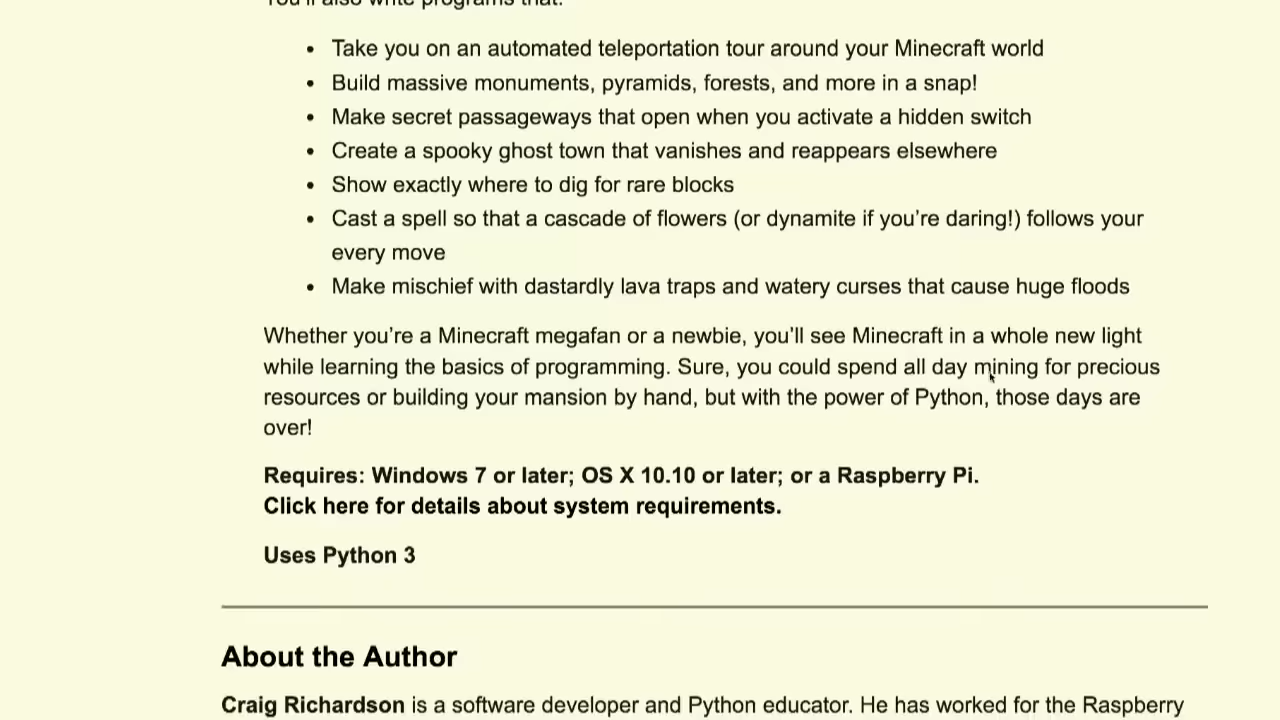 You'll also write programs that:
• Take you on an automated teleportation tour around your Minecraft world
• Build massive monuments, pyramids, forests, and more in a snap!
• Make secret passageways that open when you activate a hidden switch
• Create a spooky ghost town that vanishes and reappears elsewhere
• Show exactly where to dig for rare blocks
• Cast a spell so that a cascade of flowers (or dynamite if you’re daring!) follows your
every move
• Make mischief with dastardly lava traps and watery curses that cause huge floods
Whether you’re a Minecraft megafan or a newbie, you’ll see Minecraft in a whole new light
while learning the basics of programming. Sure, you could spend all day mining for precious
resources or building your mansion by hand, but with the power of Python, those days are
over!
Requires: Windows 7 or later; OS X 10.10 or later; or a Raspberry Pi.
Click here for details about system requirements.
Uses Python 3
About the Author
Craig Richardson is a software developer and Python educator. He has worked for the Raspberry